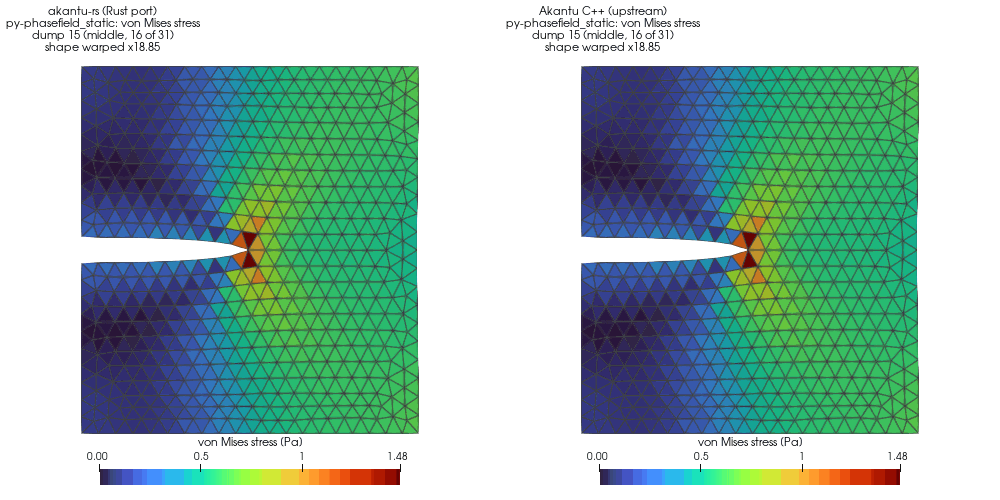 akantu-rs (Rust port)
py-phasefield_static: von Mises stress
dump 15 (middle, 16 of 31)
shape warped x18.85
von Mises stress (Pa)
0.00 0.5 1 1.48
Akantu C++ (upstream)
py-phasefield_static: von Mises stress
dump 15 (middle, 16 of 31)
shape warped x18.85
von Mises stress (Pa)
0.00 0.5 1 1.48